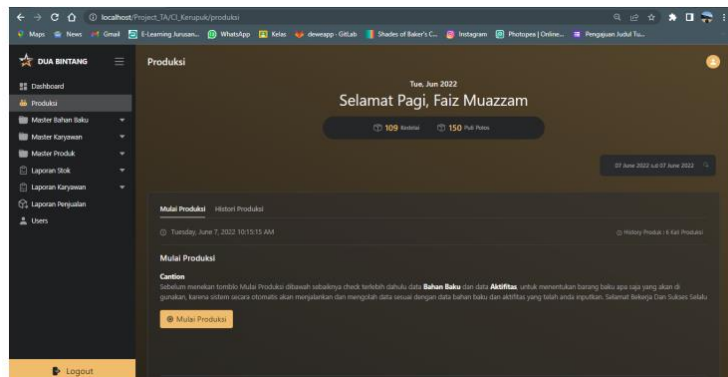 localhost/Project_TA/CI_Kerupuk/produksi
Maps News Gmail E-Learning Jurusan... WhatsApp Kelas deweapp · GitLab Shades of Baker's C... Instagram Photopea | Online... Pengajuan Judul Tu...
DUA BINTANG
Dashboard
Produksi
Master Bahan Baku
Master Karyawan
Master Produk
Laporan Stok
Laporan Karyawan
Laporan Penjualan
Users
Logout
Produksi
Tue, Jun 2022
Selamat Pagi, Faiz Muazzam
109 Kedelai 150 Puli Polos
07 June 2022 s.d 07 June 2022
Mulai Produksi Histori Produksi
Tuesday, June 7, 2022 10:15:15 AM
History Produk : 6 Kali Produksi
Mulai Produksi
Cantion
Sebelum menekan tomblo Mulai Produksi dibawah sebaiknya check terlebih dahulu data Bahan Baku dan data Aktifitas, untuk menentukan barang baku apa saja yang akan di
gunakan, karena sistem secara otomatis akan menjalankan dan mengolah data sesuai dengan data bahan baku dan aktifitas yang telah anda inputkan. Selamat Bekerja Dan Sukses Selalu
Mulai Produksi